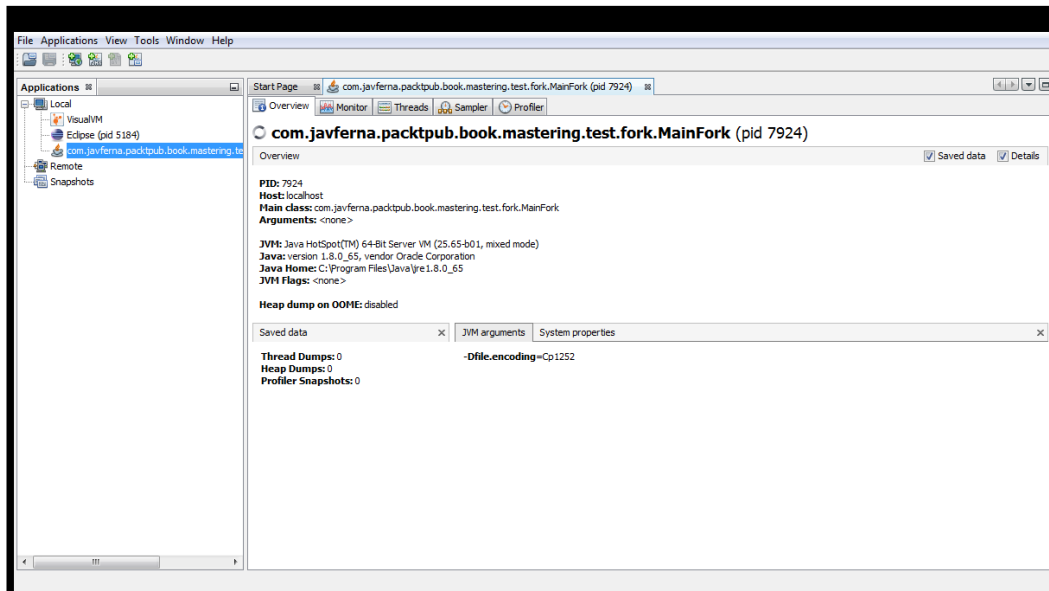 File Applications View Tools Window Help
Applications
Local
VisualVM
Eclipse (pid 5184)
com.javferna.packtpub.book.mastering.te
Remote
Snapshots
Start Page com.javferna.packtpub.book.mastering.test.fork.MainFork (pid 7924)
Overview Monitor Threads Sampler Profiler
com.javferna.packtpub.book.mastering.test.fork.MainFork (pid 7924)
Overview Saved data Details
PID: 7924
Host: localhost
Main class: com.javferna.packtpub.book.mastering.test.fork.MainFork
Arguments: <none>
JVM: Java HotSpot(TM) 64-Bit Server VM (25.65-b01, mixed mode)
Java: version 1.8.0_65, vendor Oracle Corporation
Java Home: C:\Program Files\Java\jre1.8.0_65
JVM Flags: <none>
Heap dump on OOME: disabled
Saved data JVM arguments System properties
Thread Dumps: 0
Heap Dumps: 0
Profiler Snapshots: 0
-Dfile.encoding=Cp1252